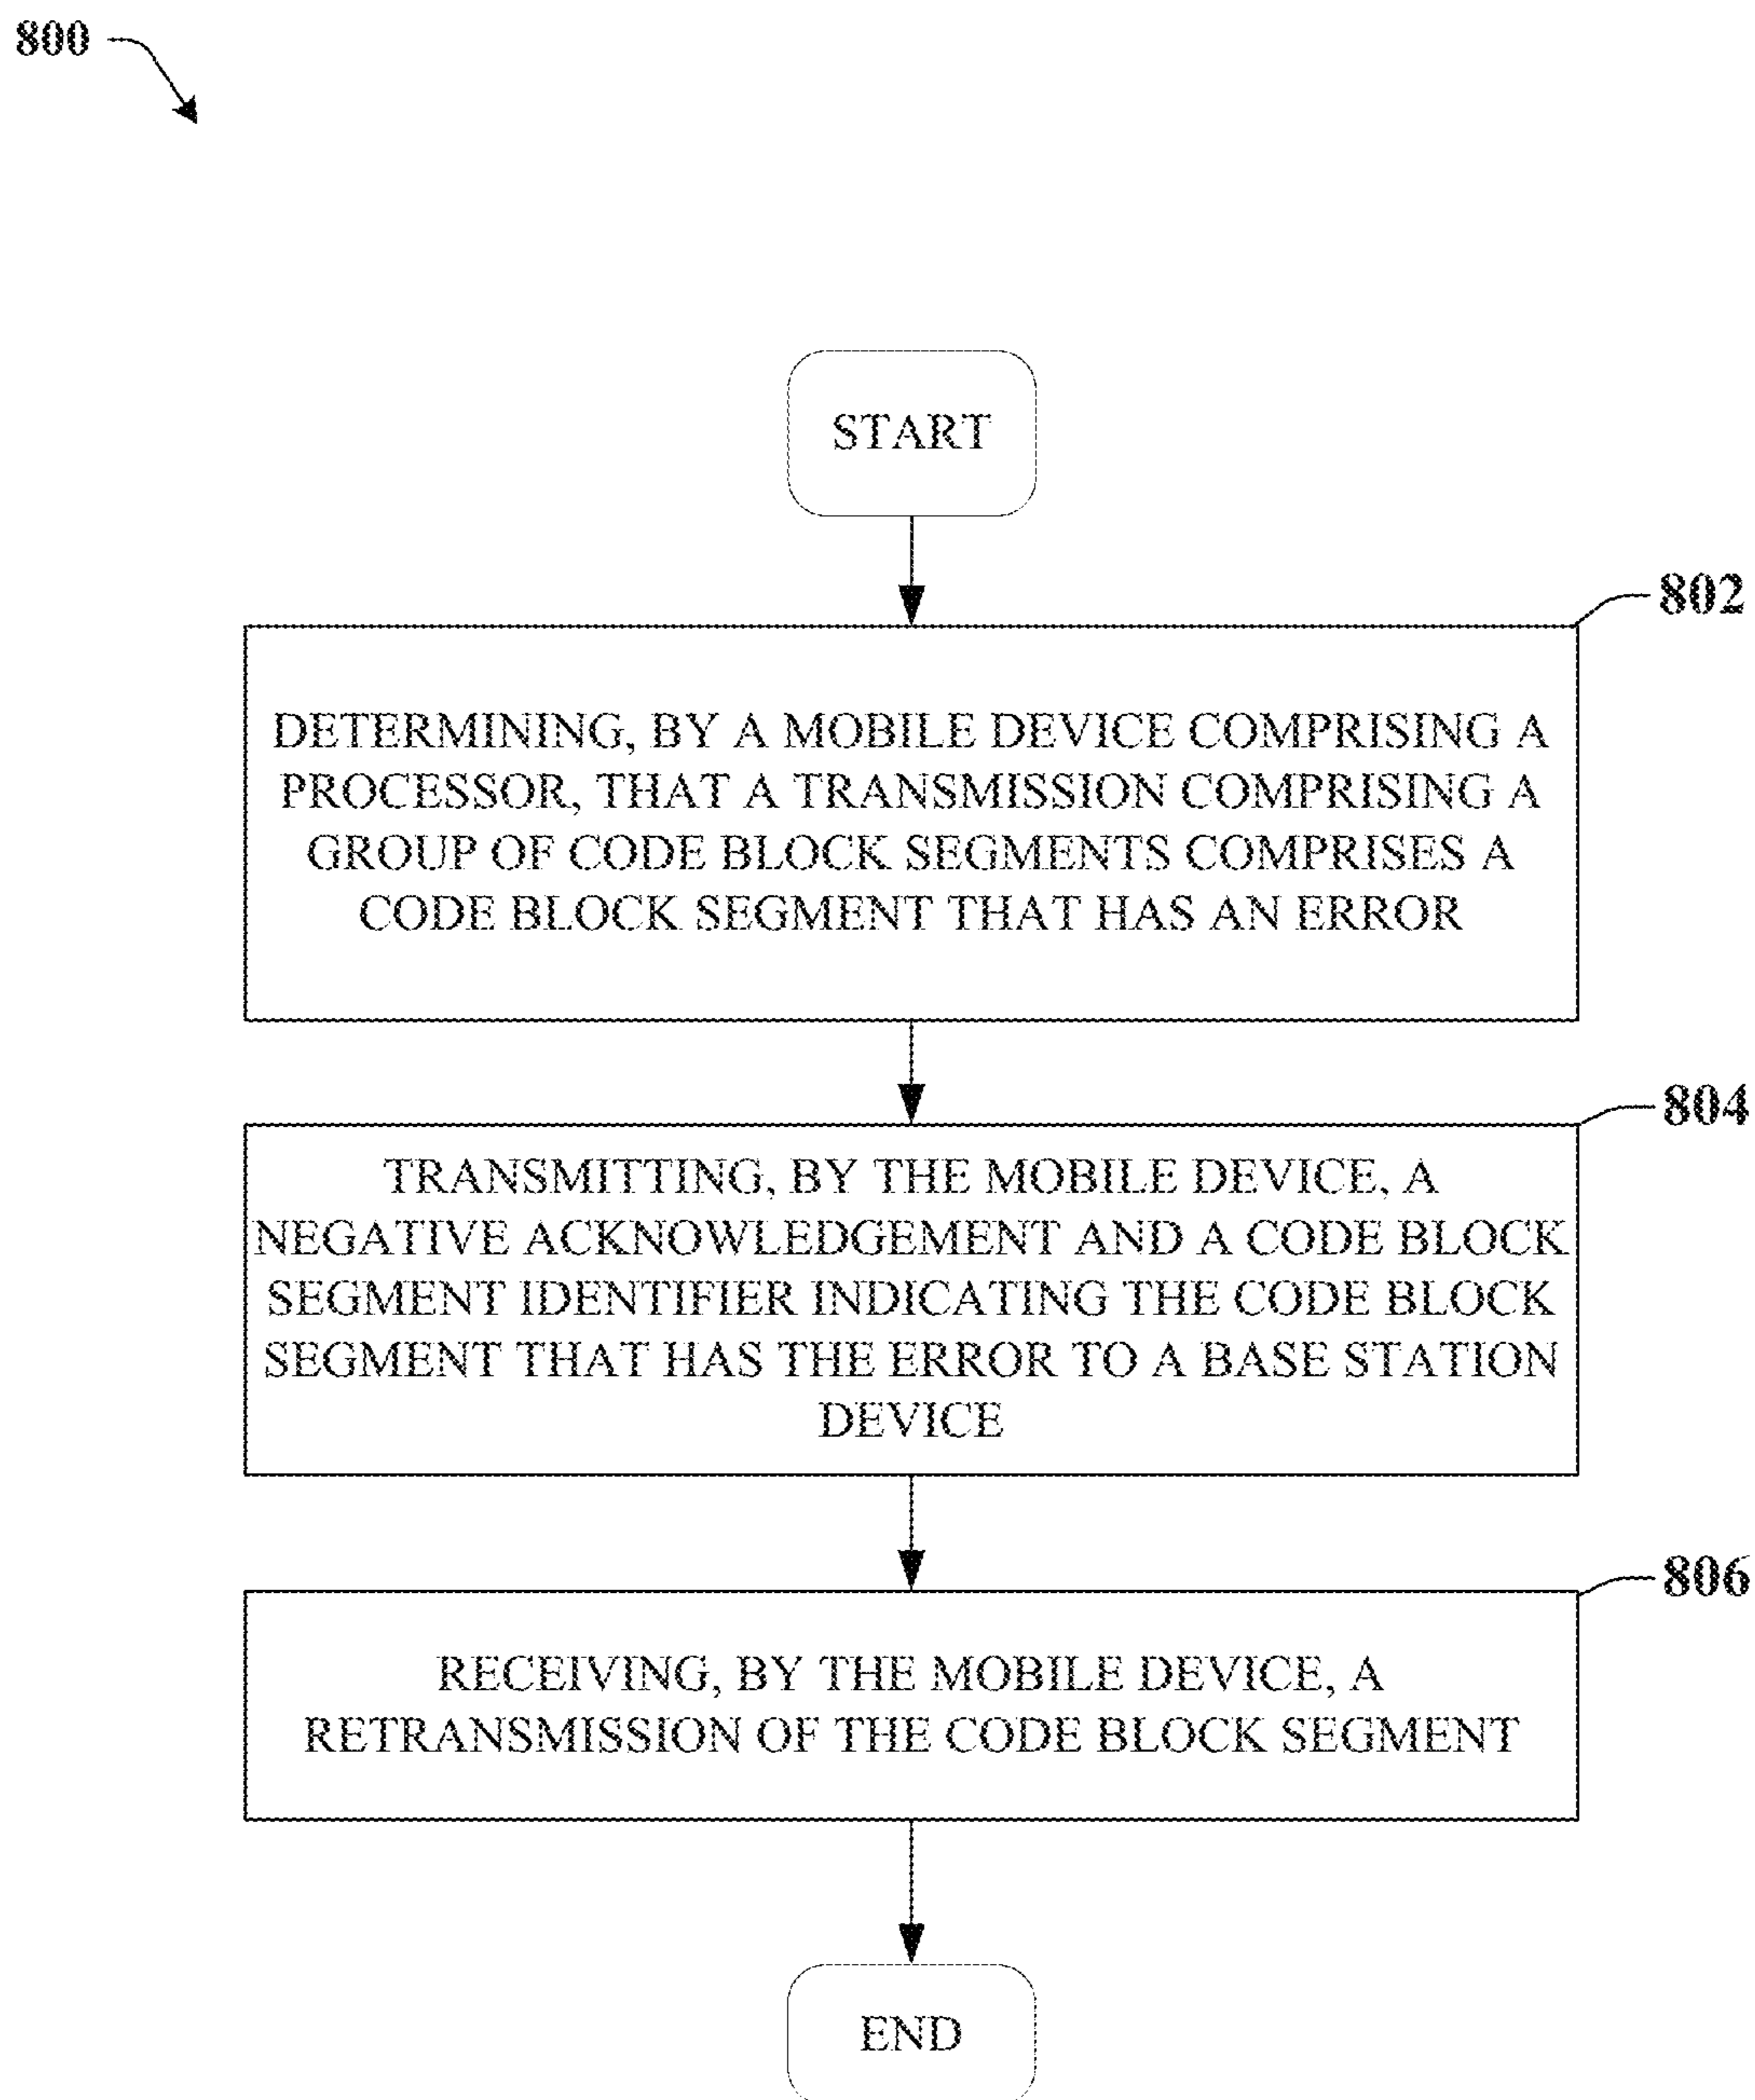 800
START
802
DETERMINING, BY A MOBILE DEVICE COMPRISING A
PROCESSOR, THAT A TRANSMISSION COMPRISING A
GROUP OF CODE BLOCK SEGMENTS COMPRISES A
CODE BLOCK SEGMENT THAT HAS AN ERROR
804
TRANSMITTING, BY THE MOBILE DEVICE, A
NEGATIVE ACKNOWLEDGEMENT AND A CODE BLOCK
SEGMENT IDENTIFIER INDICATING THE CODE BLOCK
SEGMENT THAT HAS THE ERROR TO A BASE STATION
DEVICE
806
RECEIVING, BY THE MOBILE DEVICE, A
RETRANSMISSION OF THE CODE BLOCK SEGMENT
END